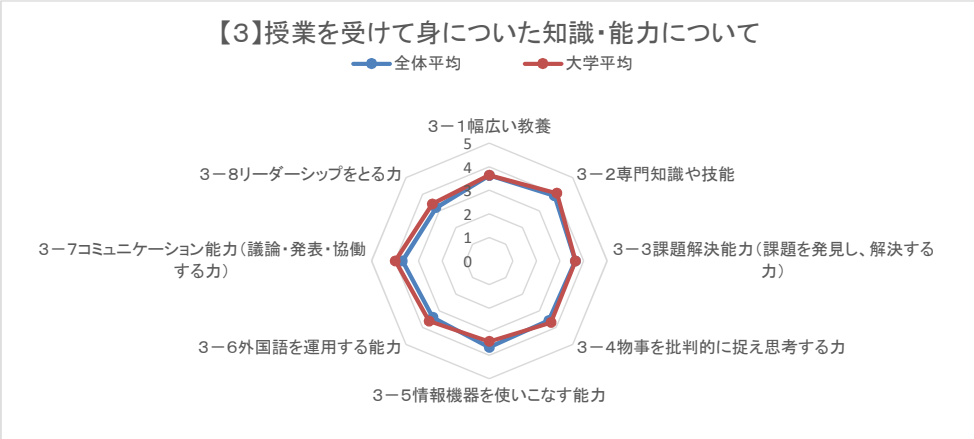 【３】授業を受けて身についた知識・能力について
全体平均
大学平均
３－１幅広い教養
5
4
3
2
1
0
３－２専門知識や技能
３－３課題解決能力（課題を発見し、解決する
力）
３－４物事を批判的に捉え思考する力
３－５情報機器を使いこなす能力
３－６外国語を運用する能力
３－７コミュニケーション能力（議論・発表・協働
する力）
３－８リーダーシップをとる力